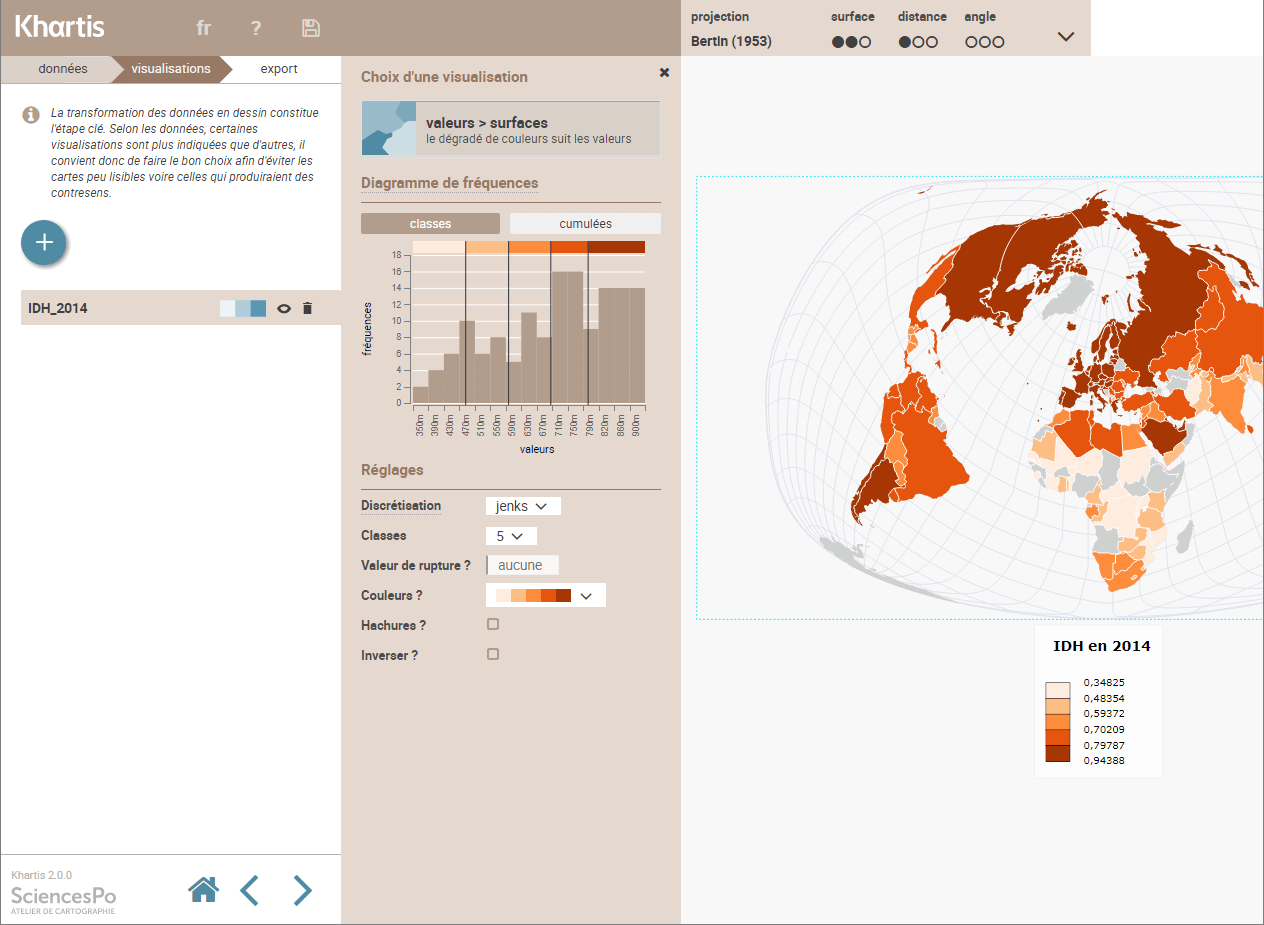 Khartis
fr
?
données
visualisations
export
La transformation des données en dessin constitue
l'étape clé. Selon les données, certaines
visualisations sont plus indiquées que d'autres, il
convient donc de faire le bon choix afin d'éviter les
cartes peu lisibles voire celles qui produiraient des
contresens.
IDH_2014
Khartis 2.0.0
SciencesPo
ATELIER DE CARTOGRAPHIE
Choix d'une visualisation
valeurs > surfaces
le dégradé de couleurs suit les valeurs
Diagramme de fréquences
classes
cumulées
fréquences
18
16
14
12
10
8
6
4
2
0
350m
390m
430m
470m
510m
550m
590m
630m
670m
710m
750m
790m
820m
860m
900m
valeurs
Réglages
Discrétisation
jenks
Classes
5
Valeur de rupture ?
aucune
Couleurs ?
Hachures ?
Inverser ?
projection
surface
distance
angle
Bertin (1953)
IDH en 2014
0,34825
0,48354
0,59372
0,70209
0,79787
0,94388